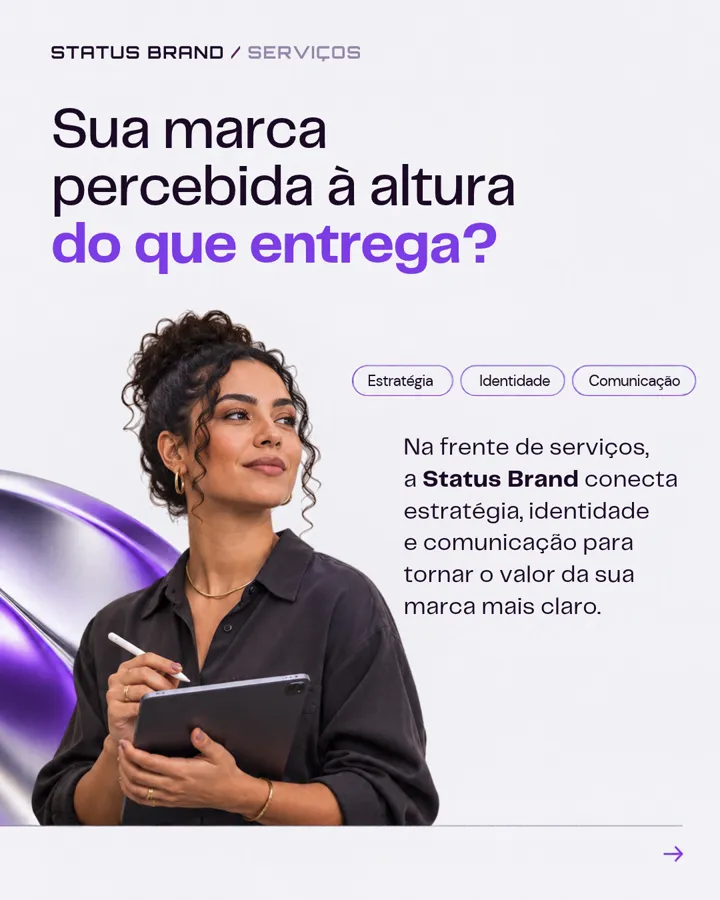 STATUS BRAND / SERVIÇOS
Sua marca
percebida à altura
do que entrega?
Estratégia Identidade Comunicação
Na frente de serviços,
a Status Brand conecta
estratégia, identidade
e comunicação para
tornar o valor da sua
marca mais claro.